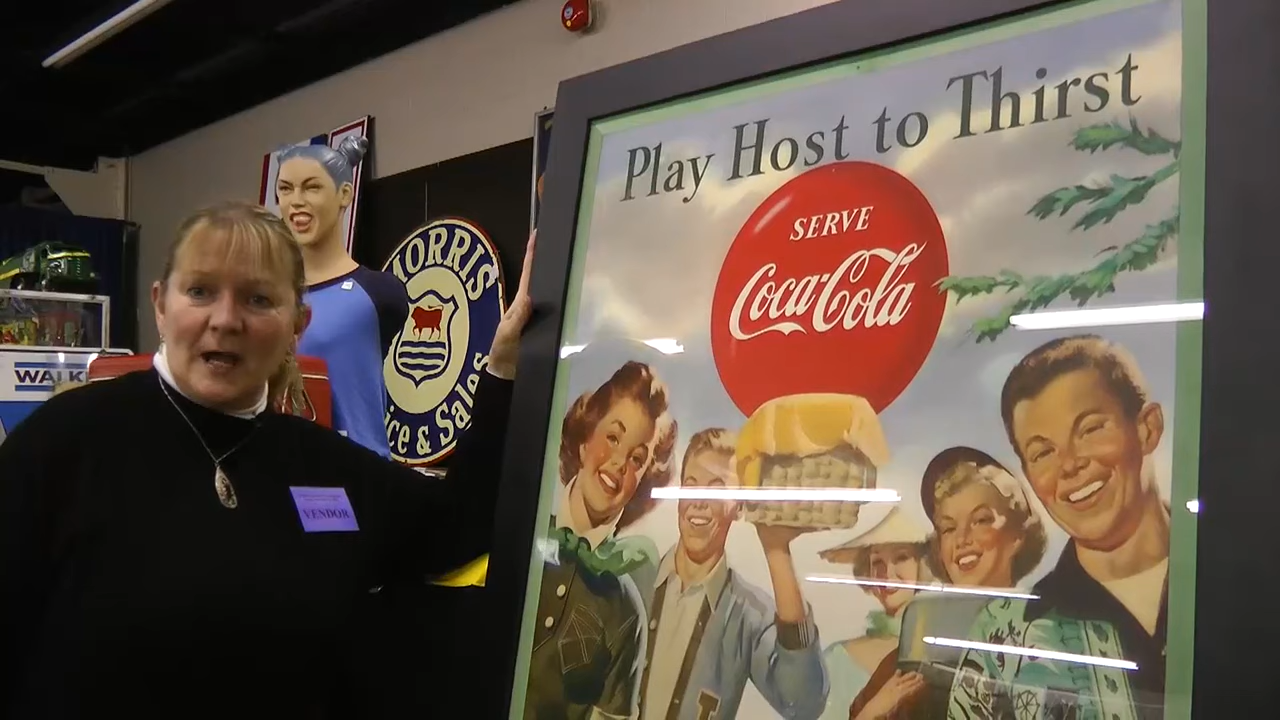 Play Host to Thirst
SERVE
Coca-Cola
MORRIS
ice & Sales
WALK
VENDOR